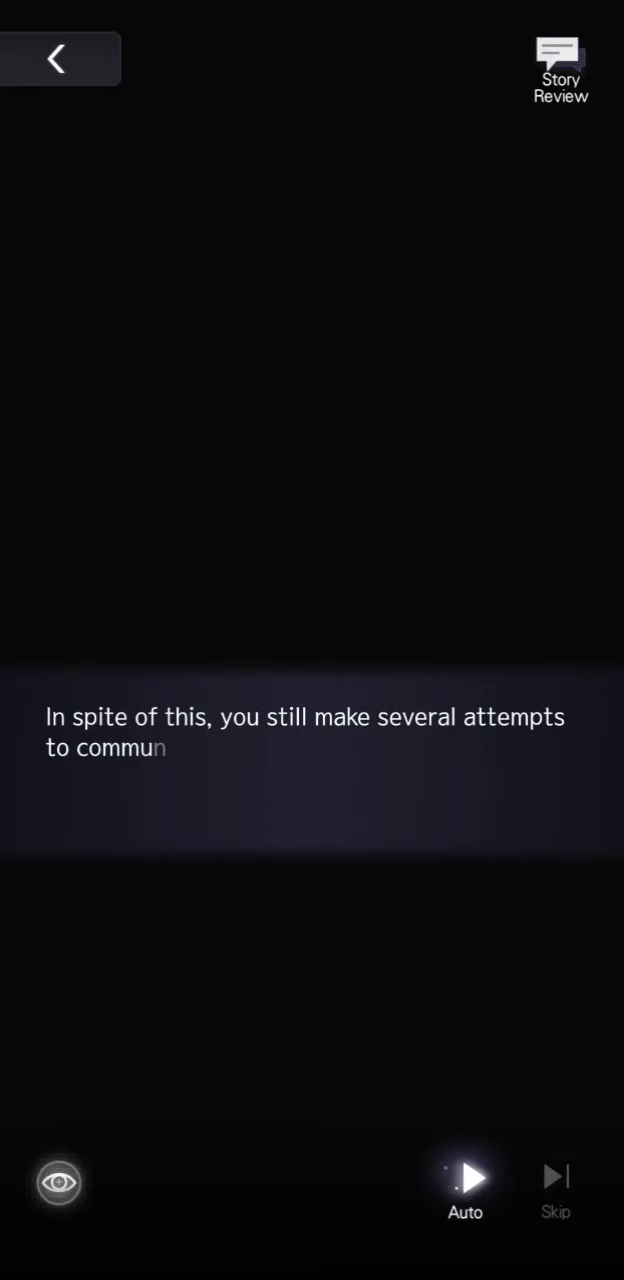 Story
Review
In spite of this, you still make several attempts
to commun
Auto
Skip